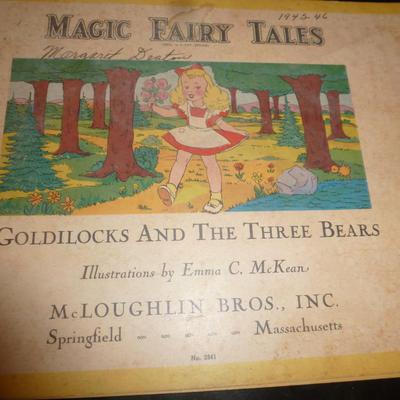 MAGIC FAIRY TALES
1945-46
Margaret Deaton
GOLDILOCKS AND THE THREE BEARS
Illustrations by Emma C. McKean
McLOUGHLIN BROS., INC.
Springfield Massachusetts
No. 2841